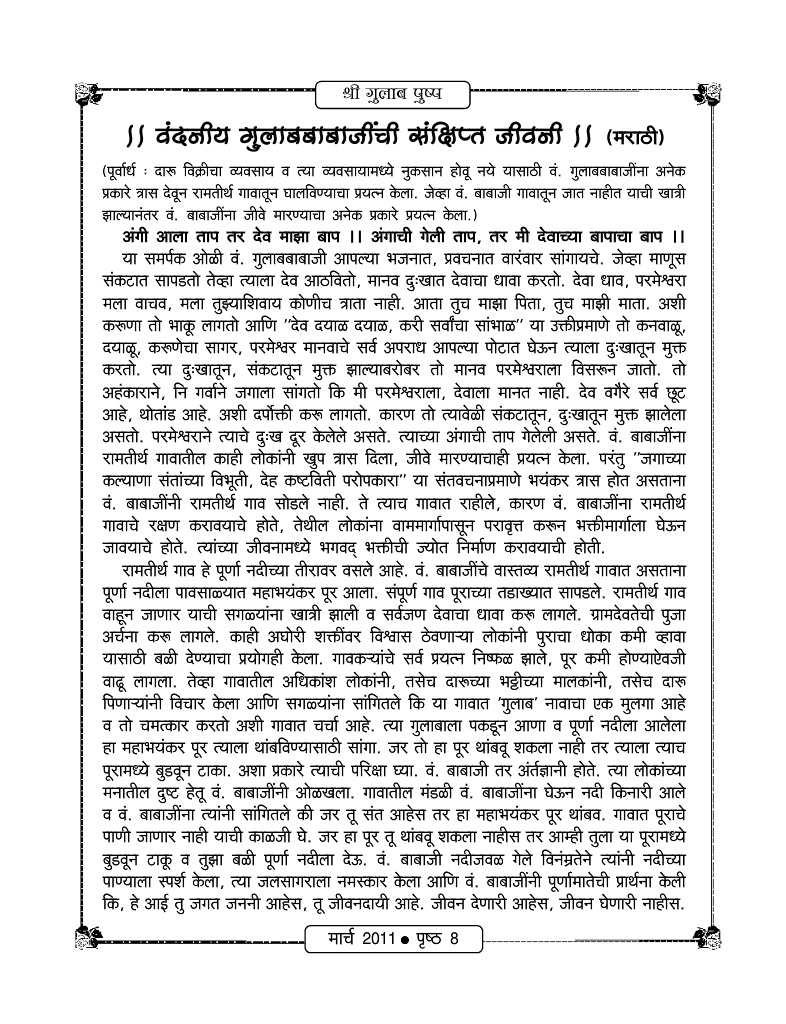 श्री गुलाब पुष्प
।। वंदनीय गुलाबबाबाजींची संक्षिप्त जीवनी ।। (मराठी)
(पूर्वार्ध : दारू विक्रीचा व्यवसाय व त्या व्यवसायामध्ये नुकसान होवू नये यासाठी वं. गुलाबबाबाजींना अनेक
प्रकारे त्रास देवून रामतीर्थ गावातून घालविण्याचा प्रयत्न केला. जेव्हा वं. बाबाजी गावातून जात नाहीत याची खात्री
झाल्यानंतर वं. बाबाजींना जीवे मारण्याचा अनेक प्रकारे प्रयत्न केला.)
अंगी आला ताप तर देव माझा बाप ।। अंगाची गेली ताप, तर मी देवाच्या बापाचा बाप ।।
या समर्पक ओळी वं. गुलाबबाबाजी आपल्या भजनात, प्रवचनात वारंवार सांगायचे. जेव्हा माणूस
संकटात सापडतो तेव्हा त्याला देव आठवितो, मानव दुःखात देवाचा धावा करतो. देवा धाव, परमेश्वरा
मला वाचव, मला तुझ्याशिवाय कोणीच त्राता नाही. आता तुच माझा पिता, तुच माझी माता. अशी
करूणा तो भाकू लागतो आणि ''देव दयाळ दयाळ, करी सर्वांचा सांभाळ'' या उक्तीप्रमाणे तो कनवाळू,
दयाळू, करूणेचा सागर, परमेश्वर मानवाचे सर्व अपराध आपल्या पोटात घेऊन त्याला दुःखातून मुक्त
करतो. त्या दुःखातून, संकटातून मुक्त झाल्याबरोबर तो मानव परमेश्वराला विसरून जातो. तो
अहंकाराने, नि गर्वाने जगाला सांगतो कि मी परमेश्वराला, देवाला मानत नाही. देव वगैरे सर्व छूट
आहे, थोतांड आहे. अशी दर्पोक्ती करू लागतो. कारण तो त्यावेळी संकटातून, दुःखातून मुक्त झालेला
असतो. परमेश्वराने त्याचे दुःख दूर केलेले असते. त्याच्या अंगाची ताप गेलेली असते. वं. बाबाजींना
रामतीर्थ गावातील काही लोकांनी खुप त्रास दिला, जीवे मारण्याचाही प्रयत्न केला. परंतु ''जगाच्या
कल्याणा संतांच्या विभूती, देह कष्टविती परोपकारा'' या संतवचनाप्रमाणे भयंकर त्रास होत असताना
वं. बाबाजींनी रामतीर्थ गाव सोडले नाही. ते त्याच गावात राहीले, कारण वं. बाबाजींना रामतीर्थ
गावाचे रक्षण करावयाचे होते, तेथील लोकांना वाममार्गापासून परावृत्त करून भक्तीमार्गाला घेऊन
जावयाचे होते. त्यांच्या जीवनामध्ये भगवद् भक्तीची ज्योत निर्माण करावयाची होती.
रामतीर्थ गाव हे पूर्णा नदीच्या तीरावर वसले आहे. वं. बाबाजींचे वास्तव्य रामतीर्थ गावात असताना
पूर्णा नदीला पावसाळ्यात महाभयंकर पूर आला. संपूर्ण गाव पूराच्या तडाख्यात सापडले. रामतीर्थ गाव
वाहून जाणार याची सगळ्यांना खात्री झाली व सर्वजण देवाचा धावा करू लागले. ग्रामदेवतेची पुजा
अर्चना करू लागले. काही अघोरी शक्तींवर विश्वास ठेवणाऱ्या लोकांनी पुराचा धोका कमी व्हावा
यासाठी बळी देण्याचा प्रयोगही केला. गावकऱ्यांचे सर्व प्रयत्न निष्फळ झाले, पूर कमी होण्याऐवजी
वाढू लागला. तेव्हा गावातील अधिकांश लोकांनी, तसेच दारूच्या भट्टीच्या मालकांनी, तसेच दारू
पिणाऱ्यांनी विचार केला आणि सगळ्यांना सांगितले कि या गावात 'गुलाब' नावाचा एक मुलगा आहे
व तो चमत्कार करतो अशी गावात चर्चा आहे. त्या गुलाबाला पकडून आणा व पूर्णा नदीला आलेला
हा महाभयंकर पूर त्याला थांबविण्यासाठी सांगा. जर तो हा पूर थांबवू शकला नाही तर त्याला त्याच
पूरामध्ये बुडवून टाका. अशा प्रकारे त्याची परिक्षा घ्या. वं. बाबाजी तर अंर्तज्ञानी होते. त्या लोकांच्या
मनातील दुष्ट हेतू वं. बाबाजींनी ओळखला. गावातील मंडळी वं. बाबाजींना घेऊन नदी किनारी आले
व वं. बाबाजींना त्यांनी सांगितले की जर तू संत आहेस तर हा महाभयंकर पूर थांबव. गावात पूराचे
पाणी जाणार नाही याची काळजी घे. जर हा पूर तू थांबवू शकला नाहीस तर आम्ही तुला या पूरामध्ये
बुडवून टाकू व तुझा बळी पूर्णा नदीला देऊ. वं. बाबाजी नदीजवळ गेले विनंम्रतेने त्यांनी नदीच्या
पाण्याला स्पर्श केला, त्या जलसागराला नमस्कार केला आणि वं. बाबाजींनी पूर्णामातेची प्रार्थना केली
कि, हे आई तु जगत जननी आहेस, तू जीवनदायी आहे. जीवन देणारी आहेस, जीवन घेणारी नाहीस.
मार्च 2011 ● पृष्ठ 8